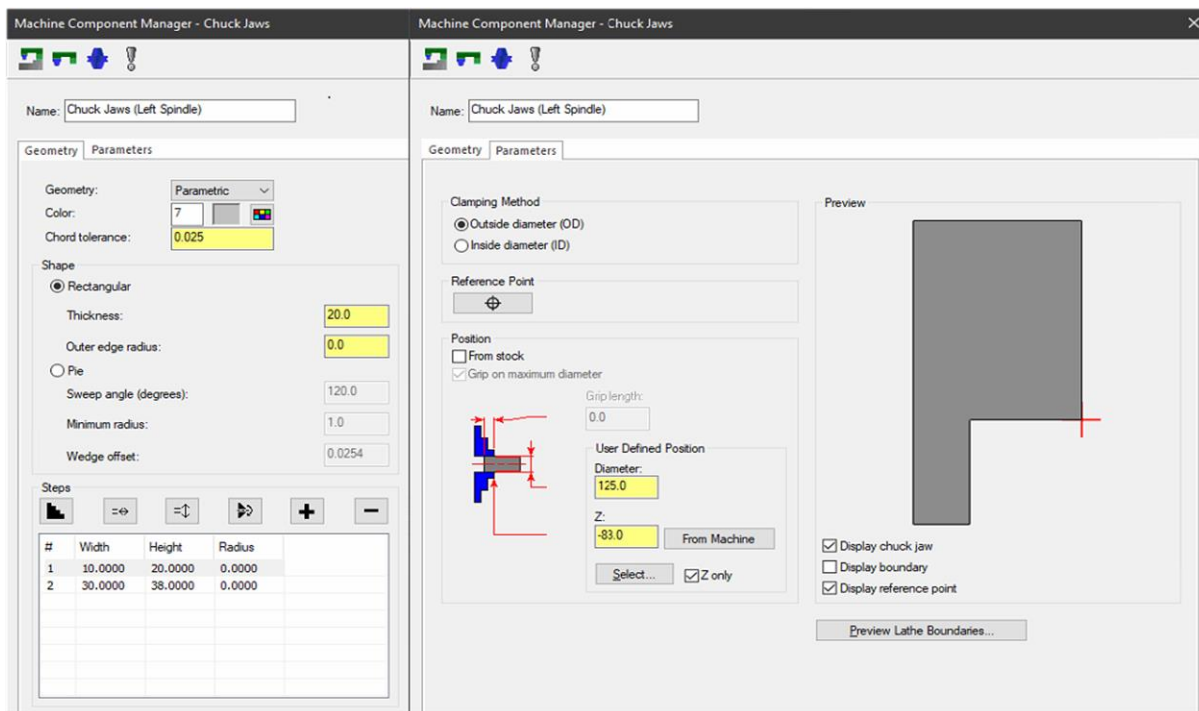 Machine Component Manager - Chuck Jaws
Name: Chuck Jaws (Left Spindle)
Geometry Parameters
Geometry: Parametric
Color: 7
Chord tolerance: 0.025
Shape
Rectangular
Thickness: 20.0
Outer edge radius: 0.0
Pie
Sweep angle (degrees): 120.0
Minimum radius: 1.0
Wedge offset: 0.0254
Steps
# Width Height Radius
1 10.0000 20.0000 0.0000
2 30.0000 38.0000 0.0000
Machine Component Manager - Chuck Jaws
Name: Chuck Jaws (Left Spindle)
Geometry Parameters
Clamping Method
Outside diameter (OD)
Inside diameter (ID)
Reference Point
Position
From stock
Grip on maximum diameter
Grip length:
0.0
User Defined Position
Diameter:
125.0
Z:
-83.0 From Machine
Select... Z only
Preview
Display chuck jaw
Display boundary
Display reference point
Preview Lathe Boundaries...